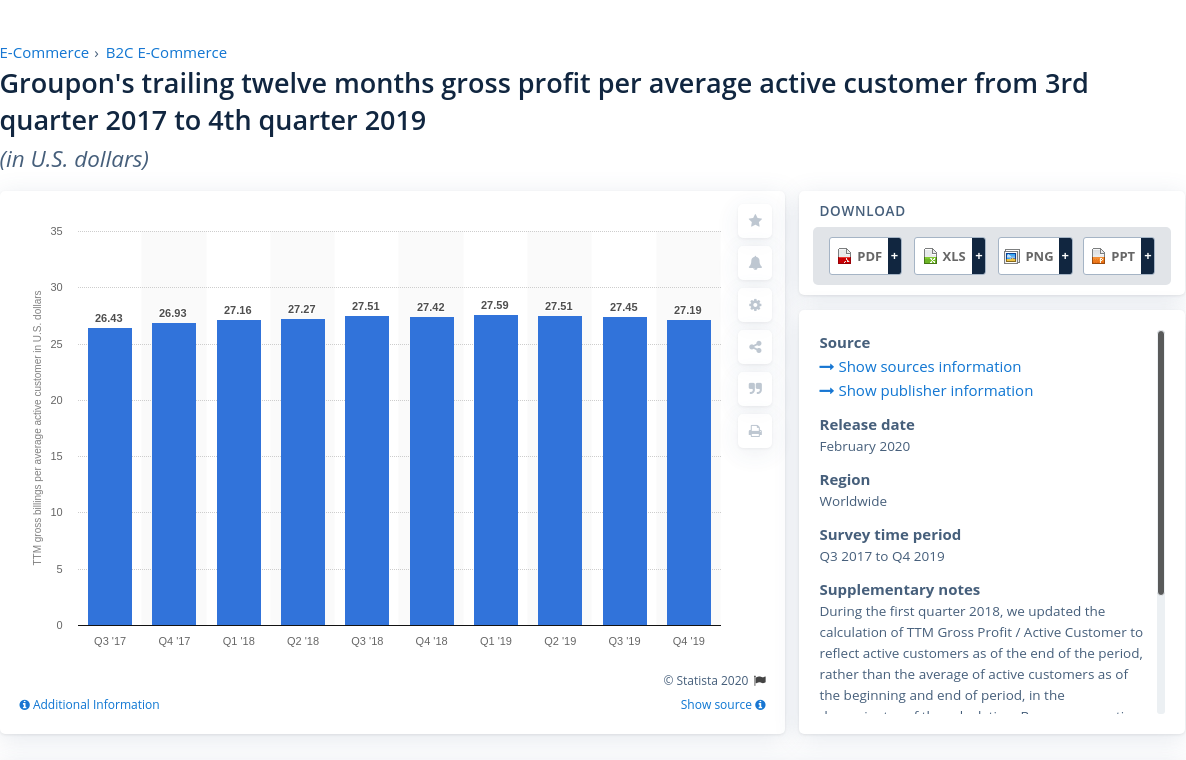 E-Commerce › B2C E-Commerce
Groupon's trailing twelve months gross profit per average active customer from 3rd
quarter 2017 to 4th quarter 2019
(in U.S. dollars)
TTM gross billings per average active customer in U.S. dollars
35
30
25
20
15
10
5
0
26.43
26.93
27.16
27.27
27.51
27.42
27.59
27.51
27.45
27.19
Q3 '17
Q4 '17
Q1 '18
Q2 '18
Q3 '18
Q4 '18
Q1 '19
Q2 '19
Q3 '19
Q4 '19
© Statista 2020
Additional Information
Show source
DOWNLOAD
PDF +
XLS +
PNG +
PPT +
Source
Show sources information
Show publisher information
Release date
February 2020
Region
Worldwide
Survey time period
Q3 2017 to Q4 2019
Supplementary notes
During the first quarter 2018, we updated the
calculation of TTM Gross Profit / Active Customer to
reflect active customers as of the end of the period,
rather than the average of active customers as of
the beginning and end of period, in the